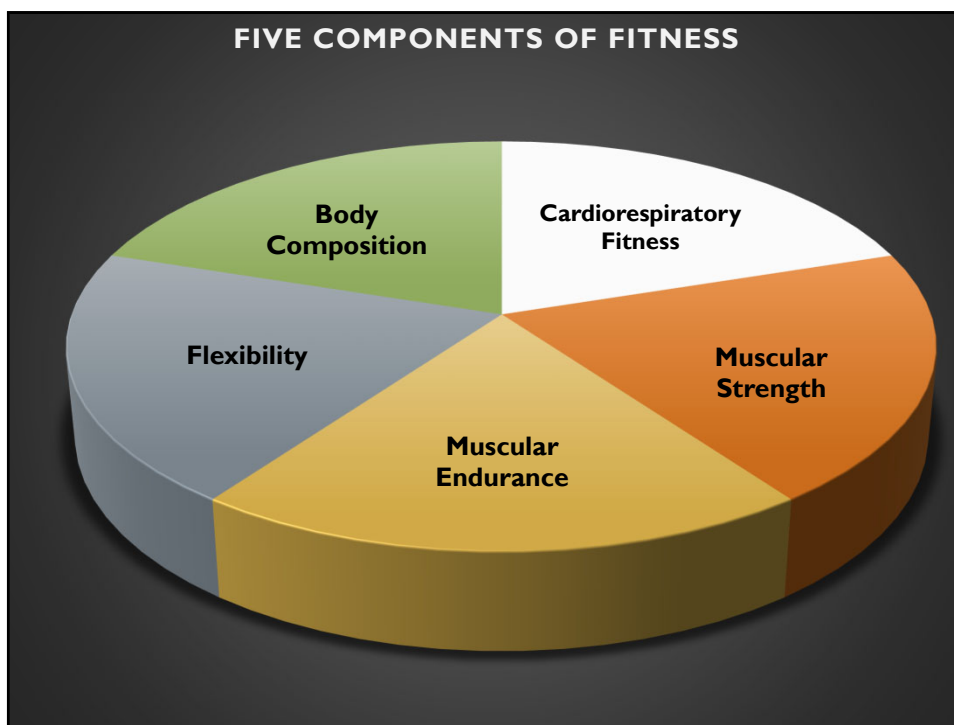 FIVE COMPONENTS OF FITNESS
Body
Composition
Cardiorespiratory
Fitness
Flexibility
Muscular
Strength
Muscular
Endurance